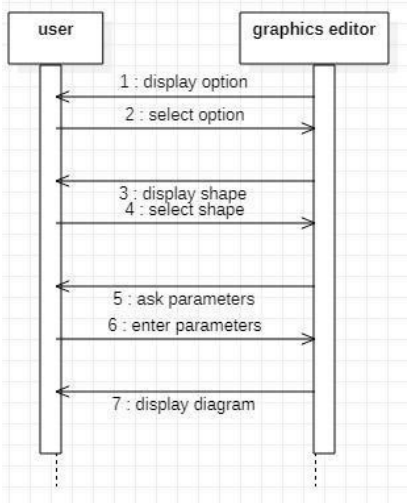 user
graphics editor
1 : display option
2 : select option
3 : display shape
4 : select shape
5 : ask parameters
6 : enter parameters
7 : display diagram